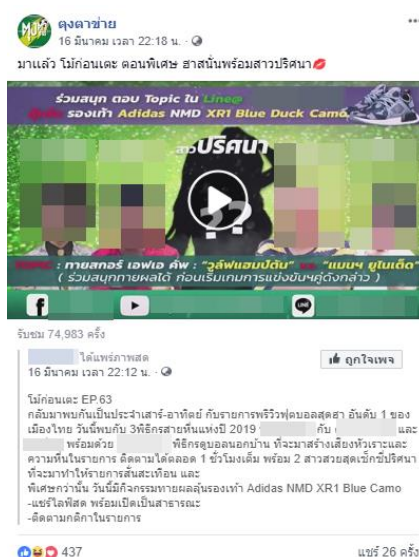 ตุงตาข่าย
16 มีนาคม เวลา 22:18 น. ·
มาแล้ว โม้ก่อนเตะ ตอนพิเศษ ฮาสนั่นพร้อมสาวปริศนา💋
ร่วมสนุก ตอบ Topic ใน Line@
รองเท้า Adidas NMD XR1 Blue Duck Camo
สาวปริศนา
??
: ทายสกอร์ เอฟเอ คัพ : "วูล์ฟแฮมป์ตัน" "แมนฯ ยูไนเต็ด"
( ร่วมสนุกทายผลได้ ก่อนเริ่มเกมการแข่งขันฯคู่ดังกล่าว )
LINE
รับชม 74,983 ครั้ง
ได้แพร่ภาพสด
ถูกใจเพจ
16 มีนาคม เวลา 22:12 น. ·
โม้ก่อนเตะ EP.63
กลับมาพบกันเป็นประจำเสาร์-อาทิตย์ กับรายการพรีวิวฟุตบอลสุดฮา อันดับ 1 ของ
เมืองไทย วันนี้พบกับ 3พิธีกรสายหื่นแห่งปี 2019 กับ และ
พร้อมด้วย พิธีกรดูบอลนอกบ้าน ที่จะมาสร้างเสียงหัวเราะและ
ความหื่นในรายการ ติดตามได้ตลอด 1 ชั่วโมงเต็ม พร้อม 2 สาวสวยสุดเซ็กซี่ปริศนา
ที่จะมาทำให้รายการสั่นสะเทือน และ
พิเศษกว่านั้น วันนี้มีกิจกรรมทายผลลุ้นรองเท้า Adidas NMD XR1 Blue Camo
-แชร์ไลฟ์สด พร้อมเปิดเป็นสาธารณะ
-ติดตามกติกาในรายการ
437
แชร์ 26 ครั้ง